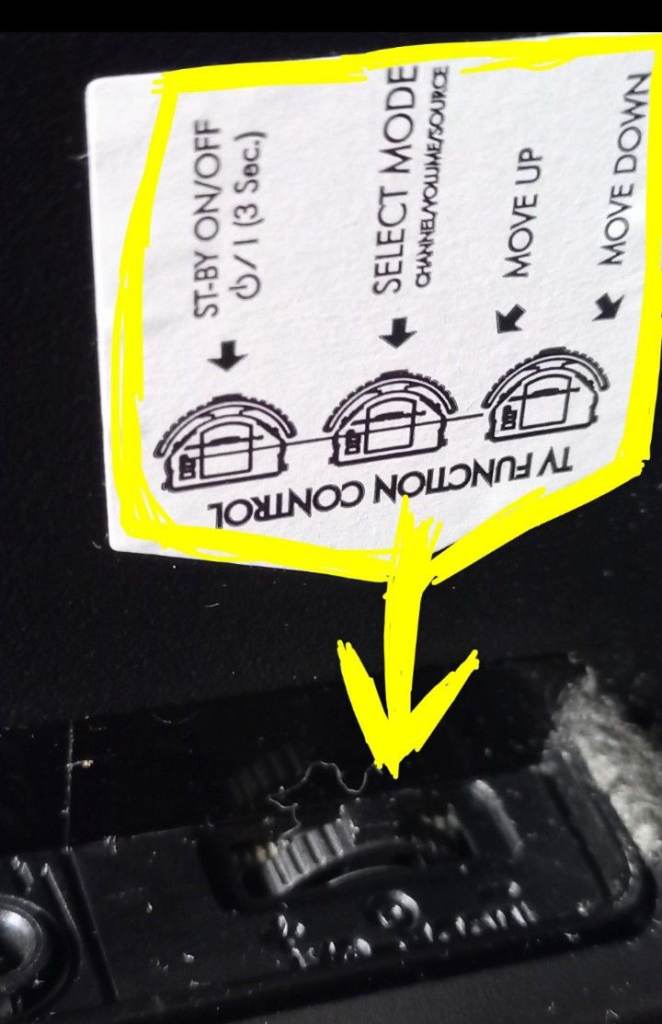 TV FUNCTION CONTROL
ST-BY ON/OFF
⏻/ I (3 Sec.)
SELECT MODE
CHANNEL/VOLUME/SOURCE
MOVE UP
MOVE DOWN